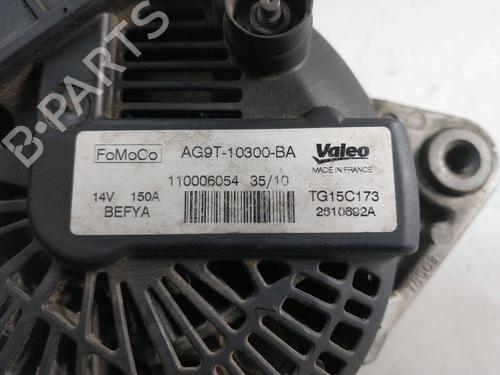 FoMoCo AG9T-10300-BA Valeo
MADE IN FRANCE
110006054 35/10
14V 150A TG15C173
BEFYA 2610692A
B-PARTS